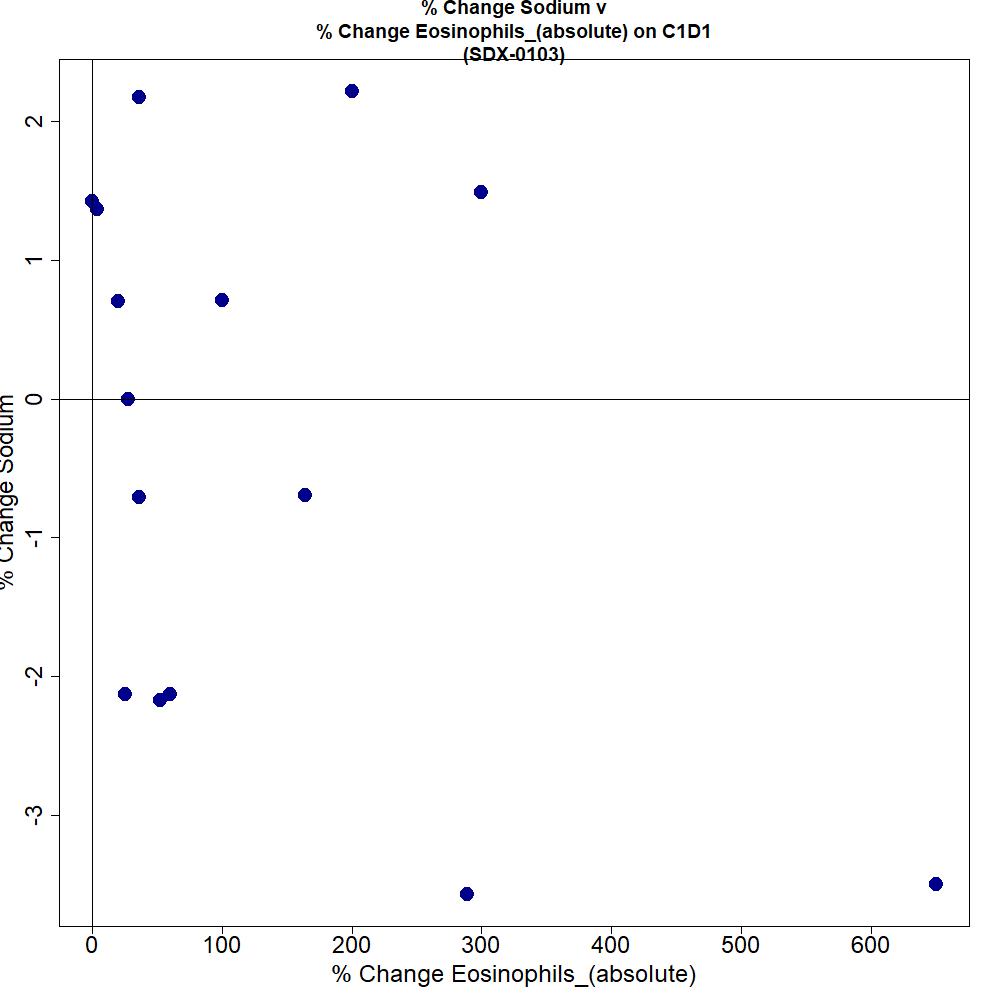 % Change Sodium v
% Change Eosinophils_(absolute) on C1D1
(SDX-0103)
2
1
0
-1
-2
-3
% Change Sodium
0 100 200 300 400 500 600
% Change Eosinophils_(absolute)